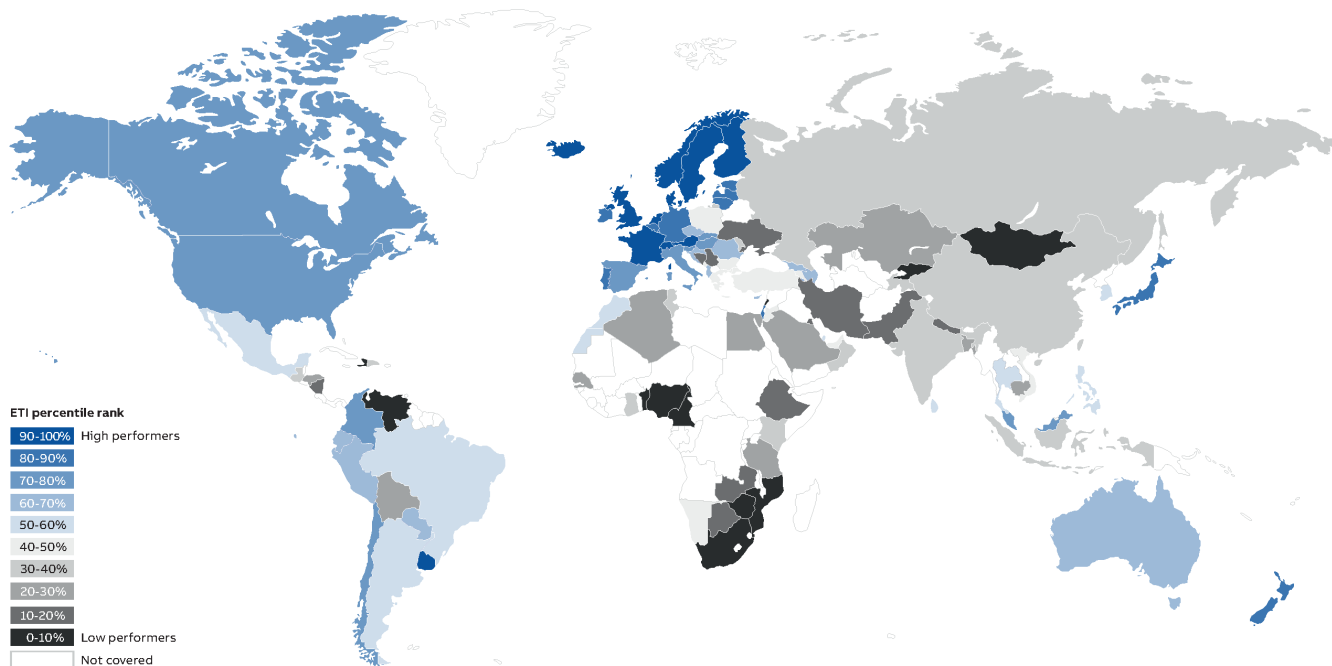 ETI percentile rank
90-100% High performers
80-90%
70-80%
60-70%
50-60%
40-50%
30-40%
20-30%
10-20%
0-10% Low performers
Not covered